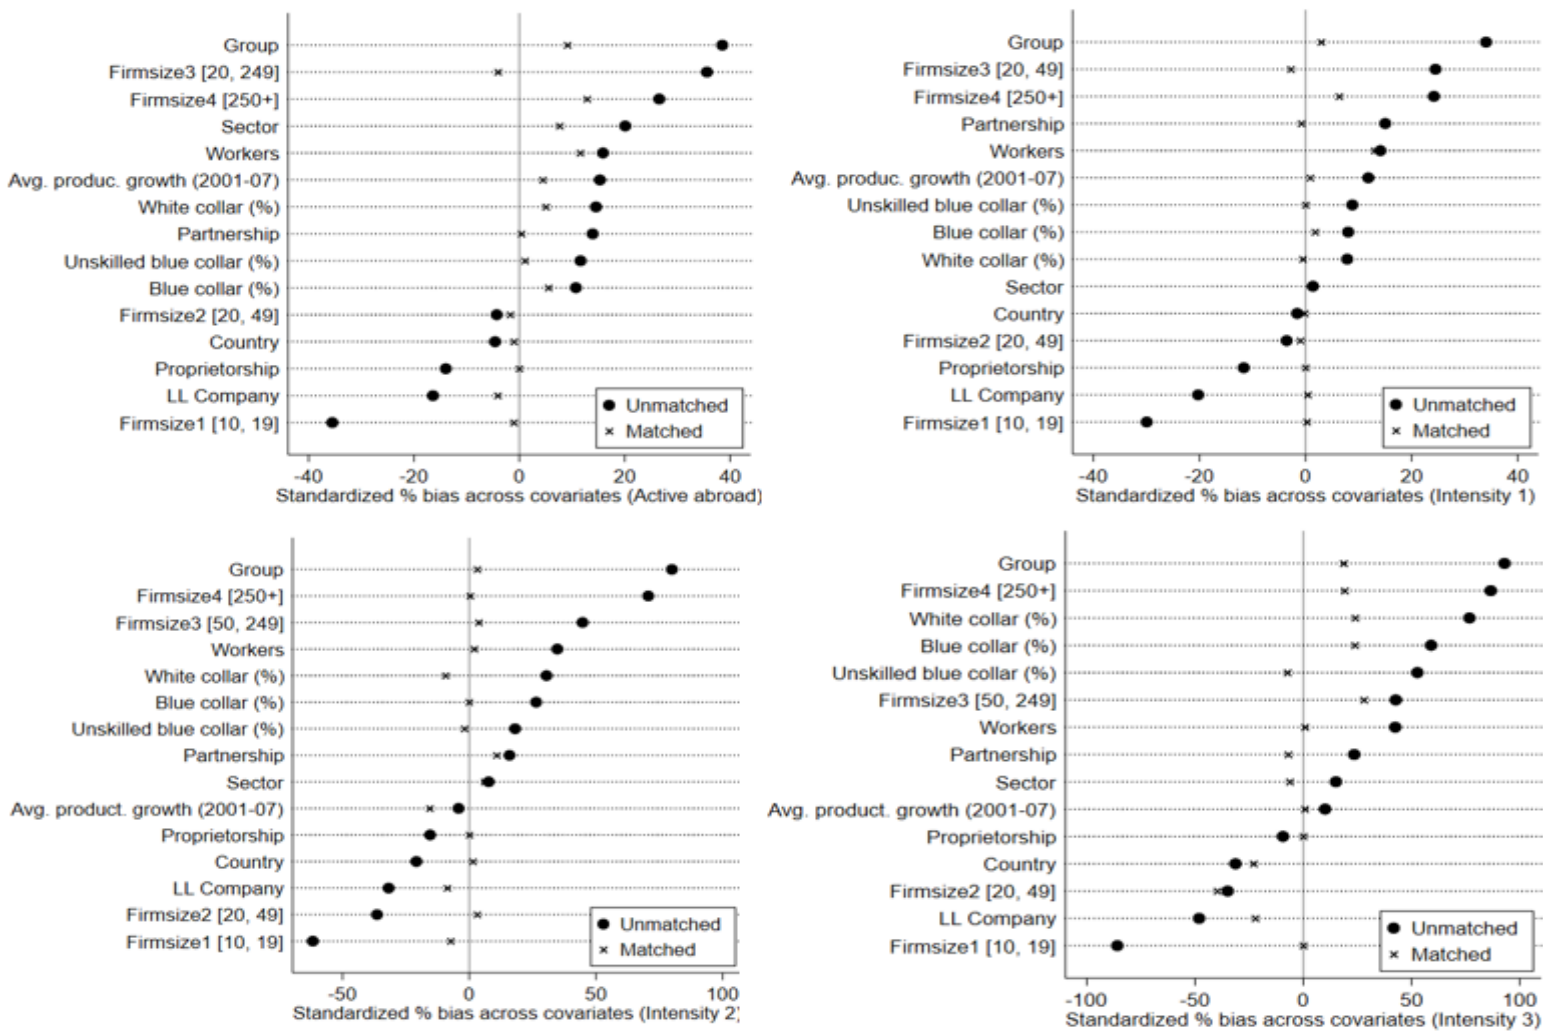 Group
Firmsize3 [20, 249]
Firmsize4 [250+]
Sector
Workers
Avg. produc. growth (2001-07)
White collar (%)
Partnership
Unskilled blue collar (%)
Blue collar (%)
Firmsize2 [20, 49]
Country
Proprietorship
LL Company
Firmsize1 [10, 19]
Unmatched
Matched
-40 -20 0 20 40
Standardized % bias across covariates (Active abroad)
Group
Firmsize3 [20, 49]
Firmsize4 [250+]
Partnership
Workers
Avg. produc. growth (2001-07)
Unskilled blue collar (%)
Blue collar (%)
White collar (%)
Sector
Country
Firmsize2 [20, 49]
Proprietorship
LL Company
Firmsize1 [10, 19]
Unmatched
Matched
-40 -20 0 20 40
Standardized % bias across covariates (Intensity 1)
Group
Firmsize4 [250+]
Firmsize3 [50, 249]
Workers
White collar (%)
Blue collar (%)
Unskilled blue collar (%)
Partnership
Sector
Avg. product. growth (2001-07)
Proprietorship
Country
LL Company
Firmsize2 [20, 49]
Firmsize1 [10, 19]
Unmatched
Matched
-50 0 50 100
Standardized % bias across covariates (Intensity 2)
Group
Firmsize4 [250+]
White collar (%)
Blue collar (%)
Unskilled blue collar (%)
Firmsize3 [50, 249]
Workers
Partnership
Sector
Avg. product. growth (2001-07)
Proprietorship
Country
Firmsize2 [20, 49]
LL Company
Firmsize1 [10, 19]
Unmatched
Matched
-100 -50 0 50 100
Standardized % bias across covariates (Intensity 3)